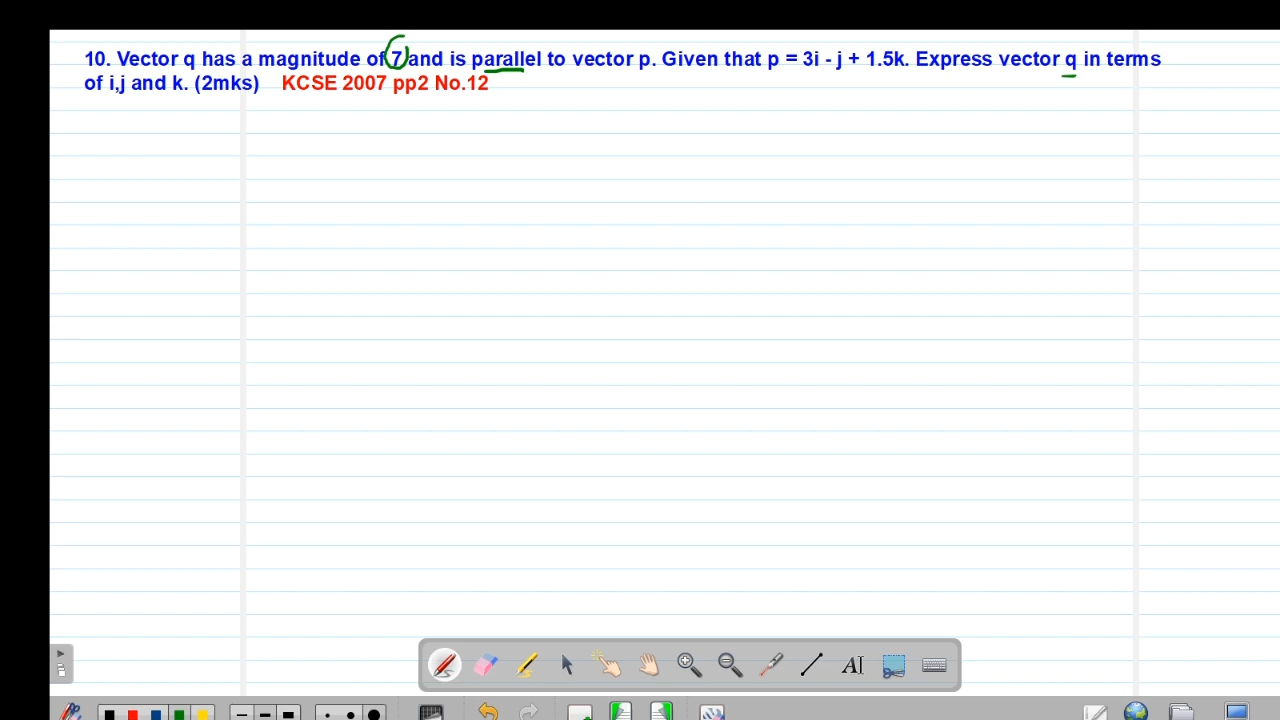 10. Vector q has a magnitude of 7 and is parallel to vector p. Given that p = 3i - j + 1.5k. Express vector q in terms
of i,j and k. (2mks) KCSE 2007 pp2 No.12